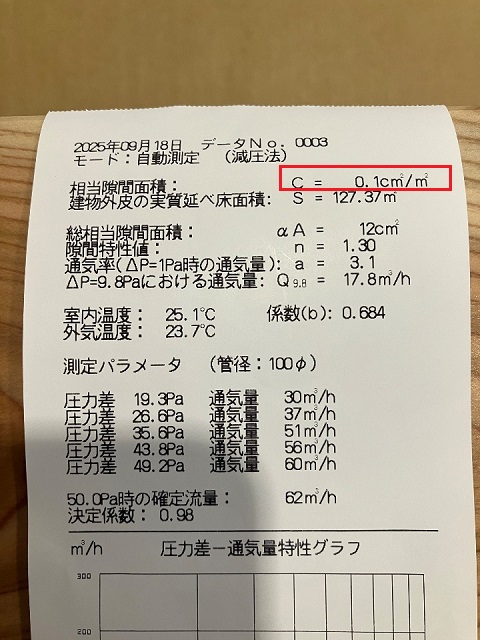 2025年09月18日 データNo. 0003
モード：自動測定 （減圧法）
相当隙間面積： C = 0.1c㎡/㎡
建物外皮の実質延べ床面積： S = 127.37㎡
総相当隙間面積： αA = 12c㎡
隙間特性値： n = 1.30
通気率(ΔP=1Pa時の通気量)： a = 3.1
ΔP=9.8Paにおける通気量： Q9.8 = 17.8㎥/h
室内温度： 25.1℃ 係数(b)： 0.684
外気温度： 23.7℃
測定パラメータ （管径：100φ）
圧力差 19.3Pa 通気量 30㎥/h
圧力差 26.6Pa 通気量 37㎥/h
圧力差 35.6Pa 通気量 51㎥/h
圧力差 43.8Pa 通気量 56㎥/h
圧力差 49.2Pa 通気量 60㎥/h
50.0Pa時の確定流量： 62㎥/h
決定係数： 0.98
㎥/h 圧力差－通気量特性グラフ
300
200